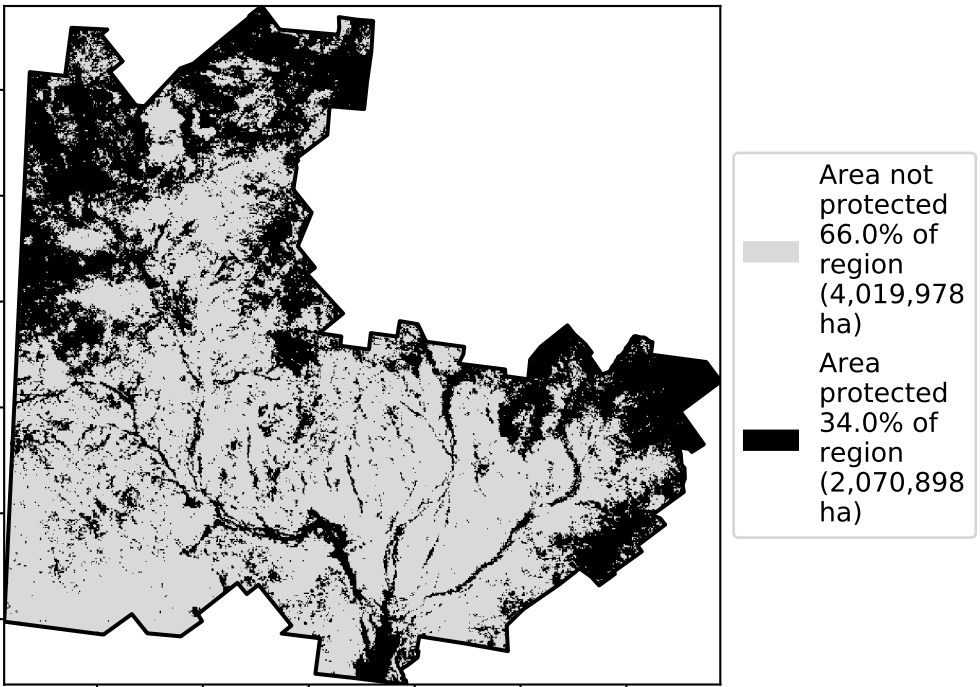 Area not
protected
66.0% of
region
(4,019,978
ha)
Area
protected
34.0% of
region
(2,070,898
ha)